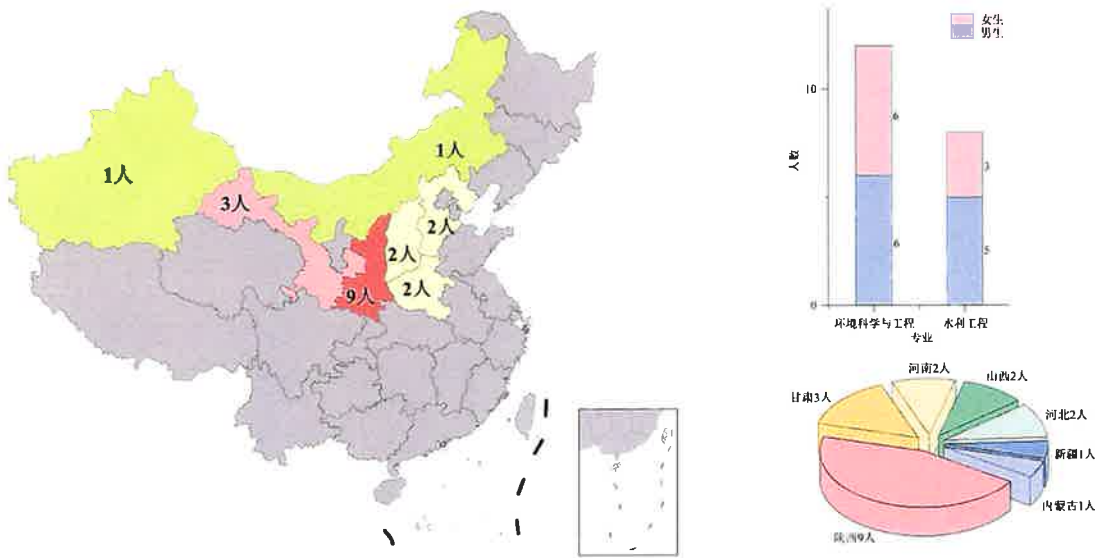 1人
1人
3人
2人
2人
2人
9人
女生
男生
10
人数
6
6
3
5
0
环境科学与工程
水利工程
专业
河南2人
山西2人
甘肃3人
河北2人
新疆1人
内蒙古1人
陕西9人